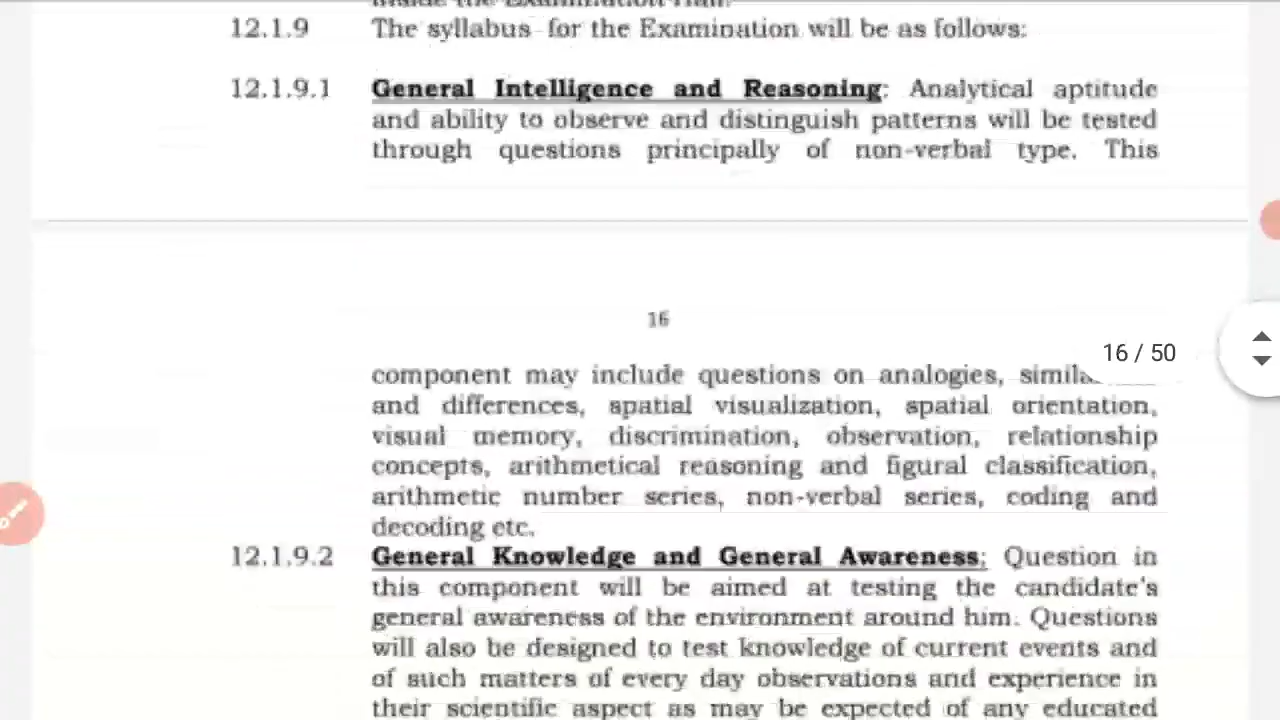 12.1.9 The syllabus for the Examination will be as follows:
12.1.9.1 General Intelligence and Reasoning: Analytical aptitude
and ability to observe and distinguish patterns will be tested
through questions principally of non-verbal type. This
16
16 / 50
component may include questions on analogies,
and differences, spatial visualization, spatial orientation,
visual memory, discrimination, observation, relationship
concepts, arithmetical reasoning and figural classification,
arithmetic number series, non-verbal series, coding and
decoding etc.
12.1.9.2 General Knowledge and General Awareness: Question in
this component will be aimed at testing the candidate's
general awareness of the environment around him. Questions
will also be designed to test knowledge of current events and
of such matters of every day observations and experience in
their scientific aspect as may be expected of any educated